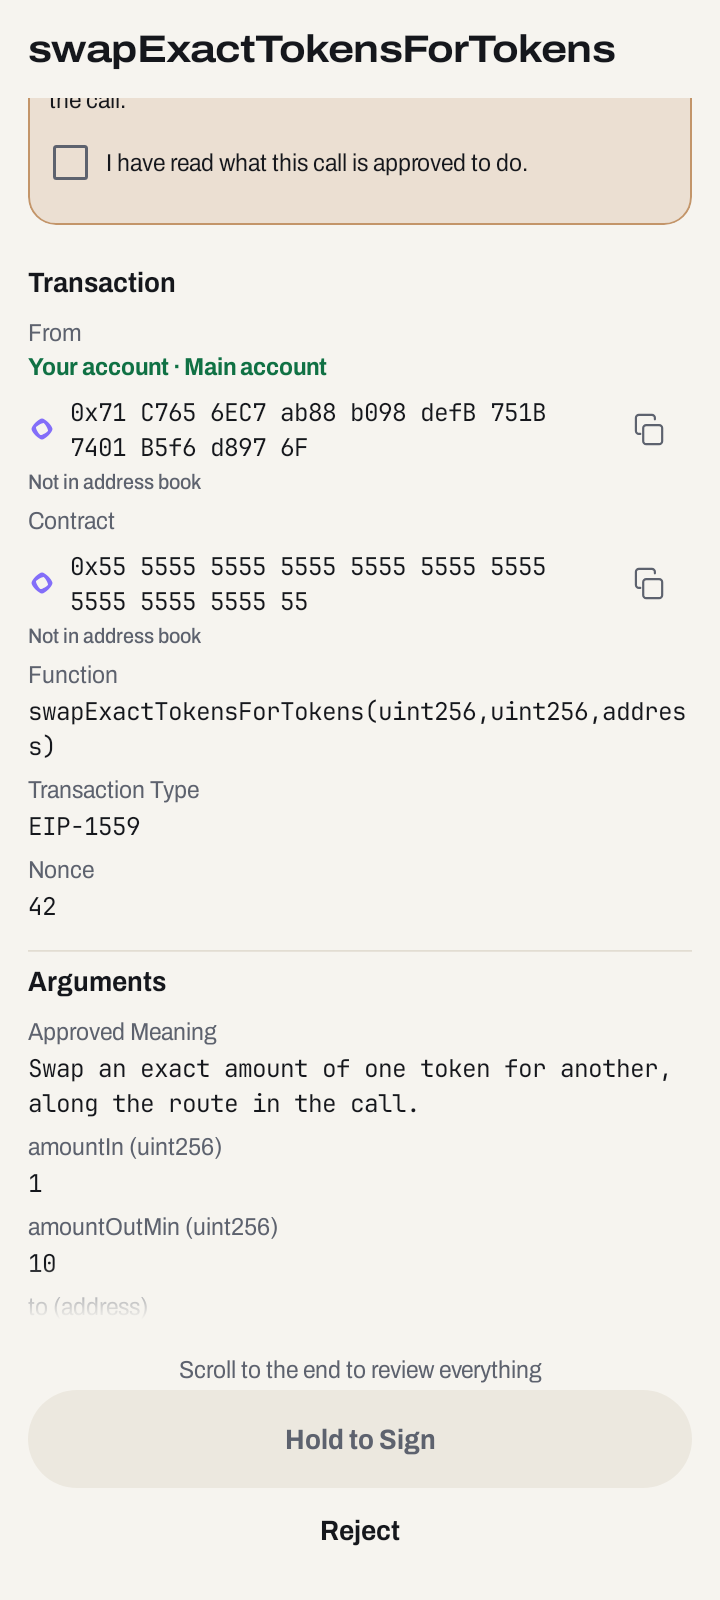 swapExactTokensForTokens
the call.
I have read what this call is approved to do.
Transaction
From
Your account · Main account
0x71 C765 6EC7 ab88 b098 defB 751B
7401 B5f6 d897 6F
Not in address book
Contract
0x55 5555 5555 5555 5555 5555 5555
5555 5555 5555 55
Not in address book
Function
swapExactTokensForTokens(uint256,uint256,addres
s)
Transaction Type
EIP-1559
Nonce
42
Arguments
Approved Meaning
Swap an exact amount of one token for another,
along the route in the call.
amountIn (uint256)
1
amountOutMin (uint256)
10
to (address)
Scroll to the end to review everything
Hold to Sign
Reject